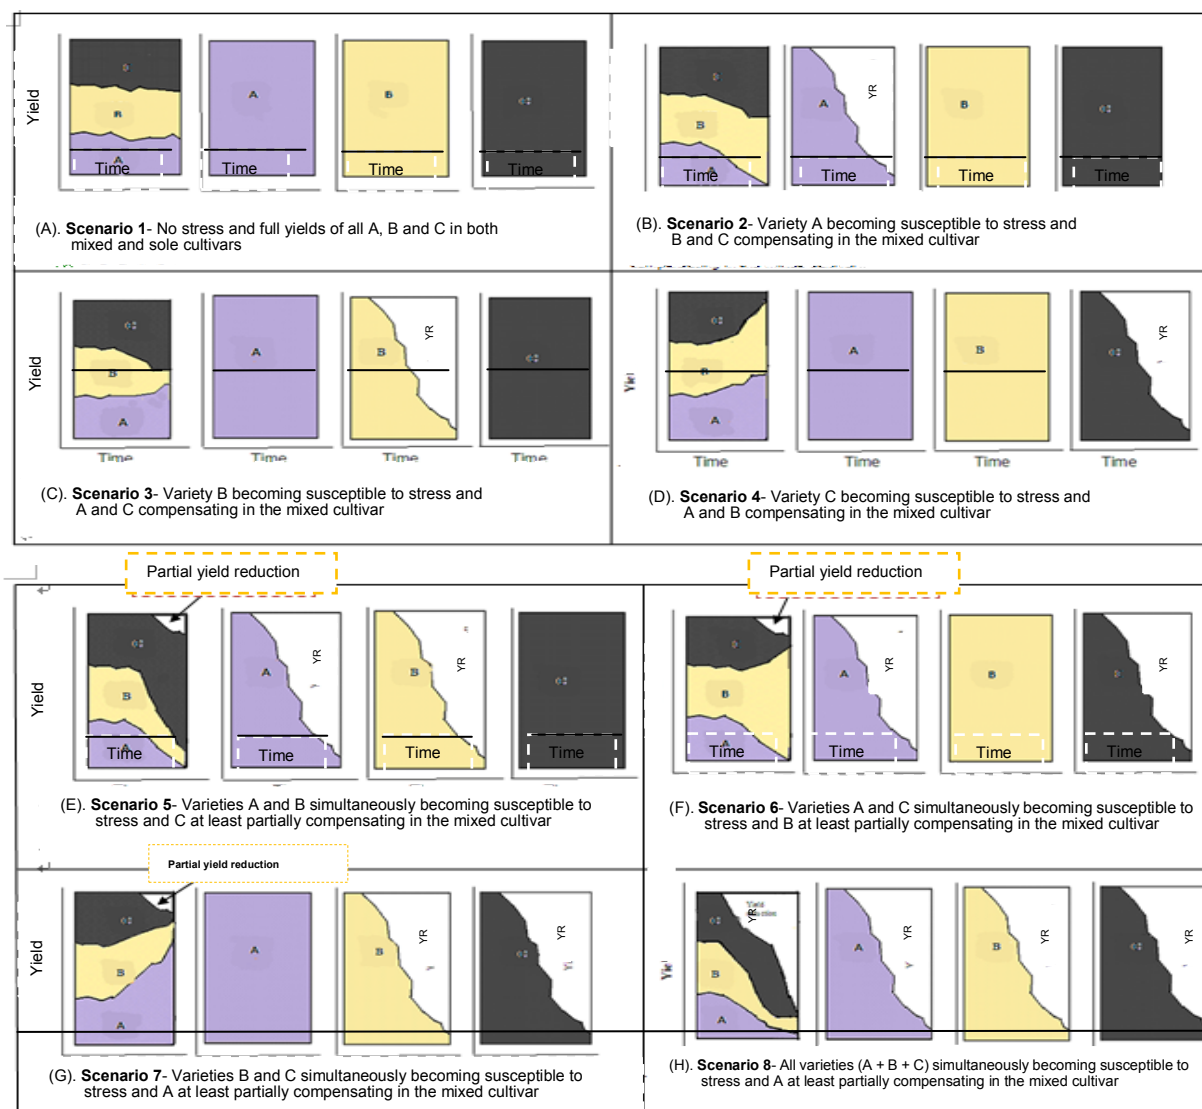 Yield
B
A
Time
A
Time
B
Time
Time
(A). Scenario 1- No stress and full yields of all A, B and C in both
mixed and sole cultivars
B
A
A
YR
Time
B
Time
Time
(B). Scenario 2- Variety A becoming susceptible to stress and
B and C compensating in the mixed cultivar
Yield
B
A
Time
A
Time
B
YR
Time
Time
(C). Scenario 3- Variety B becoming susceptible to stress and
A and C compensating in the mixed cultivar
Yie
B
A
Time
A
Time
B
Time
YR
Time
(D). Scenario 4- Variety C becoming susceptible to stress and
A and B compensating in the mixed cultivar
Partial yield reduction
Yield
B
A
Time
A
YR
Time
B
YR
Time
Time
(E). Scenario 5- Varieties A and B simultaneously becoming susceptible to
stress and C at least partially compensating in the mixed cultivar
Partial yield reduction
B
A
Time
A
YR
Time
B
Time
YR
Time
(F). Scenario 6- Varieties A and C simultaneously becoming susceptible to
stress and B at least partially compensating in the mixed cultivar
Partial yield reduction
Yield
B
A
A
B
YR
YR
(G). Scenario 7- Varieties B and C simultaneously becoming susceptible to
stress and A at least partially compensating in the mixed cultivar
Yie
Yield
YR
B
A
A
YR
B
YR
YR
(H). Scenario 8- All varieties (A + B + C) simultaneously becoming susceptible to
stress and A at least partially compensating in the mixed cultivar